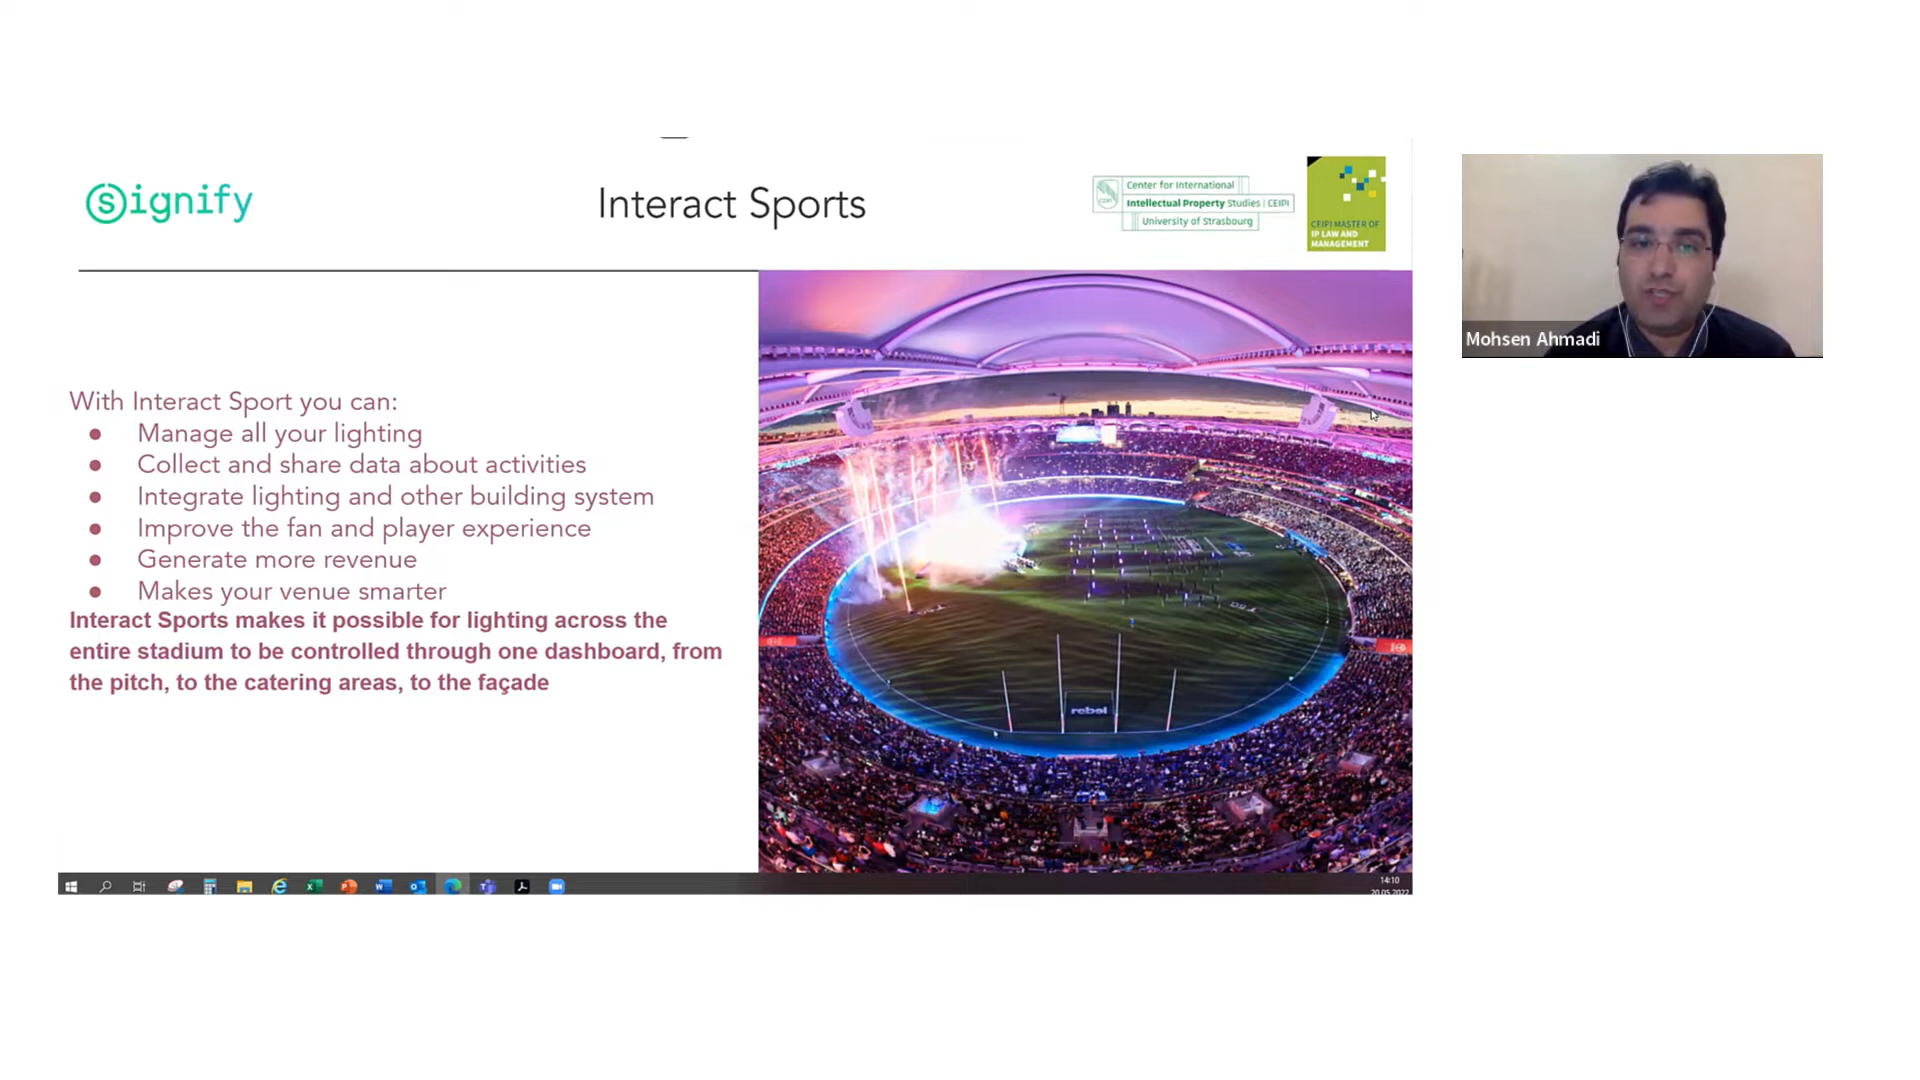 signify
Interact Sports
Center for International
Intellectual Property Studies | CEIPI
University of Strasbourg
CEIPI MASTER OF
IP LAW AND
MANAGEMENT
Mohsen Ahmadi
With Interact Sport you can:
● Manage all your lighting
● Collect and share data about activities
● Integrate lighting and other building system
● Improve the fan and player experience
● Generate more revenue
● Makes your venue smarter
Interact Sports makes it possible for lighting across the
entire stadium to be controlled through one dashboard, from
the pitch, to the catering areas, to the façade
rebel
14:10
20.05.2022